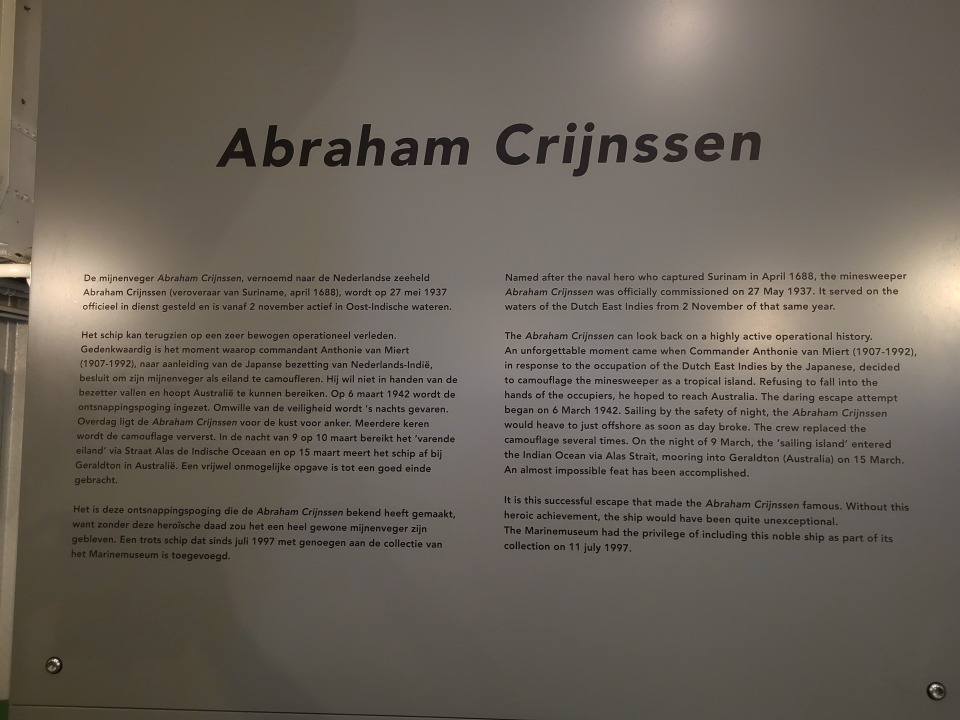 Abraham Crijnssen
De mijnenveger Abraham Crijnssen, vernoemd naar de Nederlandse zeeheld
Abraham Crijnssen (veroveraar van Suriname, april 1688), wordt op 27 mei 1937
officieel in dienst gesteld en is vanaf 2 november actief in Oost-Indische wateren.
Het schip kan terugzien op een zeer bewogen operationeel verleden.
Gedenkwaardig is het moment waarop commandant Anthonie van Miert
(1907-1992), naar aanleiding van de Japanse bezetting van Nederlands-Indië,
besluit om zijn mijnenveger als eiland te camoufleren. Hij wil niet in handen van de
bezetter vallen en hoopt Australië te kunnen bereiken. Op 6 maart 1942 wordt de
ontsnappingspoging ingezet. Omwille van de veiligheid wordt 's nachts gevaren.
Overdag ligt de Abraham Crijnssen voor de kust voor anker. Meerdere keren
wordt de camouflage ververst. In de nacht van 9 op 10 maart bereikt het 'varende
eiland' via Straat Alas de Indische Oceaan en op 15 maart meert het schip af bij
Geraldton in Australië. Een vrijwel onmogelijke opgave is tot een goed einde
gebracht.
Het is deze ontsnappingspoging die de Abraham Crijnssen bekend heeft gemaakt,
want zonder deze heroïsche daad zou het een heel gewone mijnenveger zijn
gebleven. Een trots schip dat sinds juli 1997 met genoegen aan de collectie van
het Marinemuseum is toegevoegd.
Named after the naval hero who captured Surinam in April 1688, the minesweeper
Abraham Crijnssen was officially commissioned on 27 May 1937. It served on the
waters of the Dutch East Indies from 2 November of that same year.
The Abraham Crijnssen can look back on a highly active operational history.
An unforgettable moment came when Commander Anthonie van Miert (1907-1992),
in response to the occupation of the Dutch East Indies by the Japanese, decided
to camouflage the minesweeper as a tropical island. Refusing to fall into the
hands of the occupiers, he hoped to reach Australia. The daring escape attempt
began on 6 March 1942. Sailing by the safety of night, the Abraham Crijnssen
would heave to just offshore as soon as day broke. The crew replaced the
camouflage several times. On the night of 9 March, the 'sailing island' entered
the Indian Ocean via Alas Strait, mooring into Geraldton (Australia) on 15 March.
An almost impossible feat has been accomplished.
It is this successful escape that made the Abraham Crijnssen famous. Without this
heroic achievement, the ship would have been quite unexceptional.
The Marinemuseum had the privilege of including this noble ship as part of its
collection on 11 july 1997.